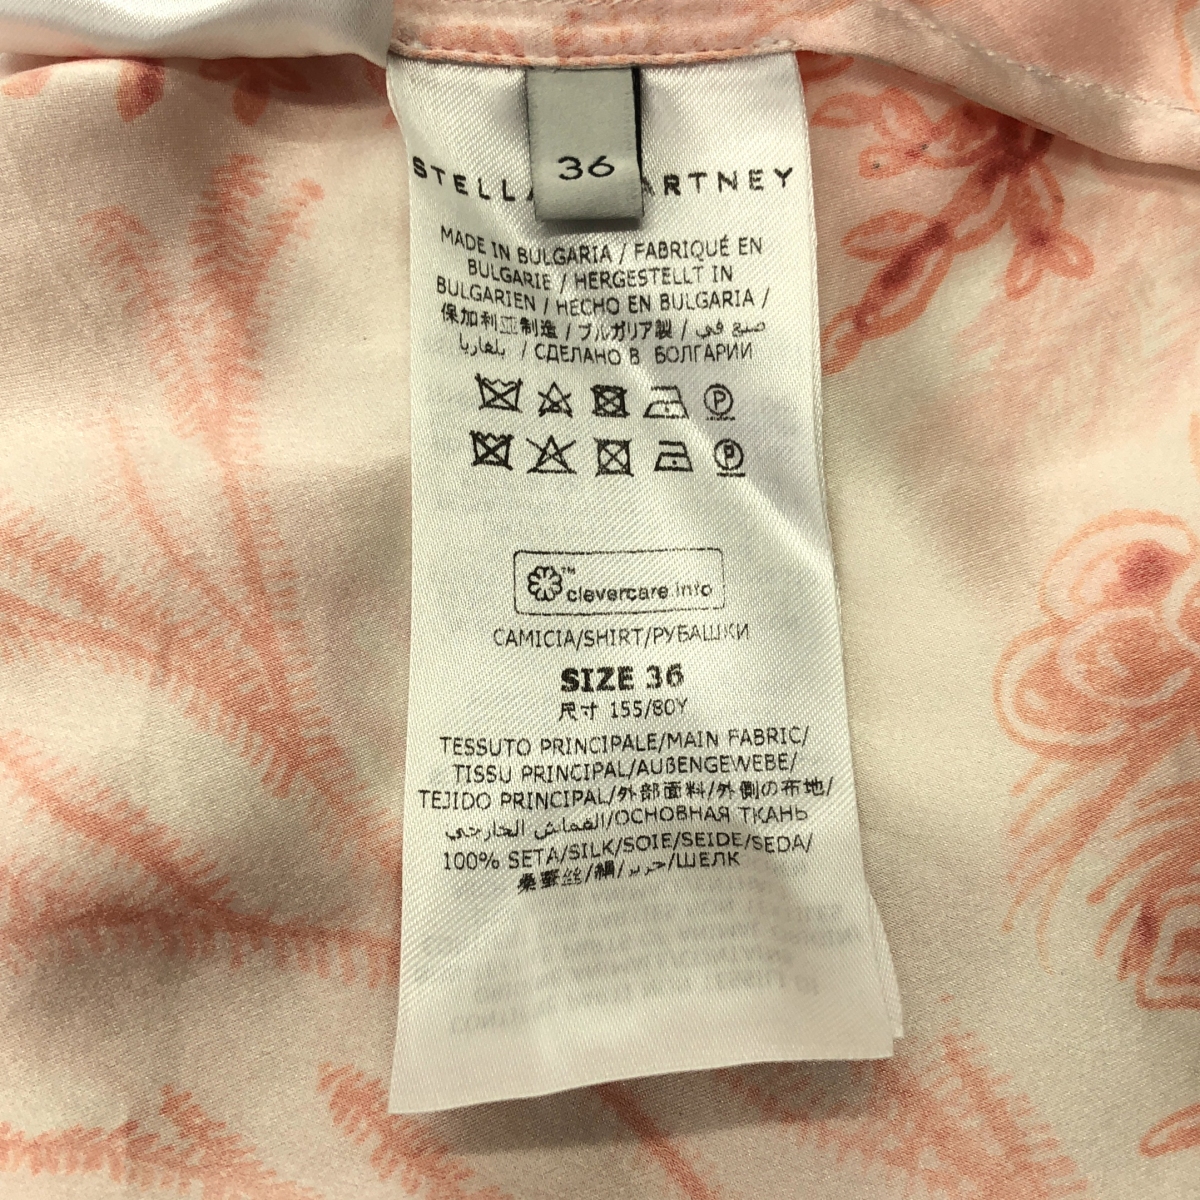 36
STELL ARTNEY
MADE IN BULGARIA / FABRIQUÉ EN
BULGARIE / HERGESTELLT IN
BULGARIEN / HECHO EN BULGARIA /
保加利亚制造 / ブルガリア製 / صنع في
بلغاريا / СДЕЛАНО В БОЛГАРИИ
P
P
™
clevercare.info
CAMICIA/SHIRT/РУБАШКИ
SIZE 36
尺寸 155/80Y
TESSUTO PRINCIPALE/MAIN FABRIC/
TISSU PRINCIPAL/AUßENGEWEBE/
TEJIDO PRINCIPAL/外部面料/外側の布地/
القماش الخارجي/ОСНОВНАЯ ТКАНЬ
100% SETA/SILK/SOIE/SEIDE/SEDA/
桑蚕丝/絹/حرير/ШЕЛК